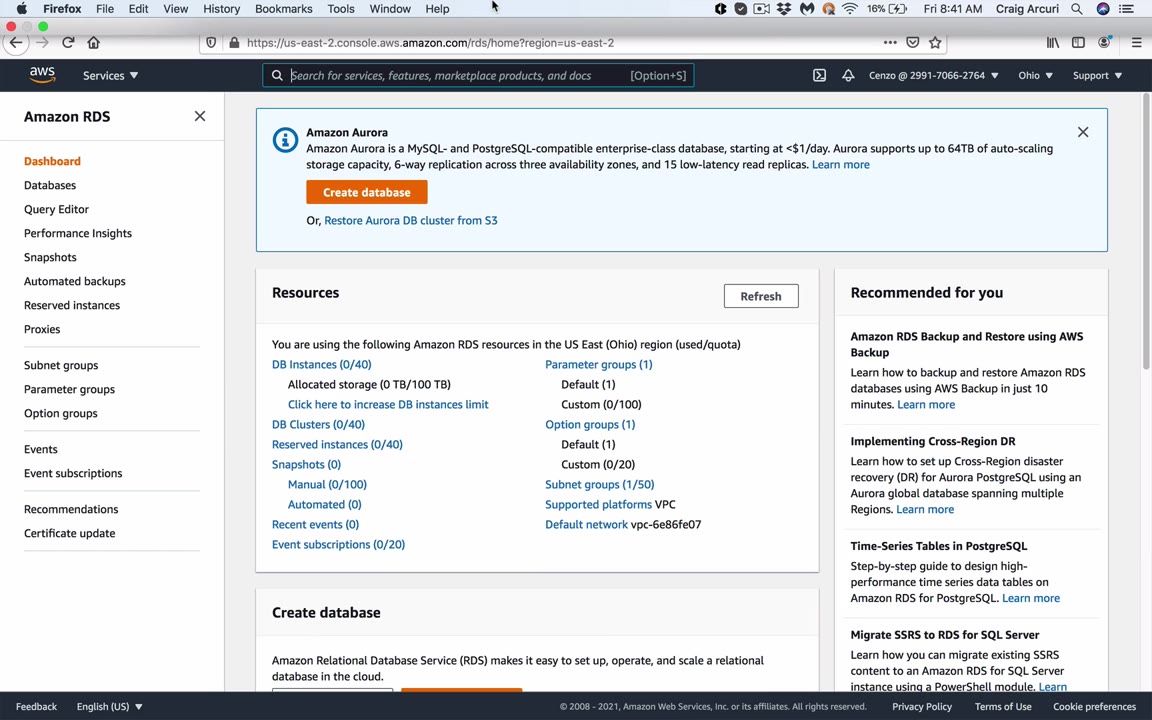 Firefox File Edit View History Bookmarks Tools Window Help 16% Fri 8:41 AM Craig Arcuri
https://us-east-2.console.aws.amazon.com/rds/home?region=us-east-2
aws Services Search for services, features, marketplace products, and docs [Option+S] Cenzo @ 2991-7066-2764 Ohio Support
Amazon RDS
Dashboard
Databases
Query Editor
Performance Insights
Snapshots
Automated backups
Reserved instances
Proxies
Subnet groups
Parameter groups
Option groups
Events
Event subscriptions
Recommendations
Certificate update
Amazon Aurora
Amazon Aurora is a MySQL- and PostgreSQL-compatible enterprise-class database, starting at <$1/day. Aurora supports up to 64TB of auto-scaling
storage capacity, 6-way replication across three availability zones, and 15 low-latency read replicas. Learn more
Create database
Or, Restore Aurora DB cluster from S3
Resources
Refresh
You are using the following Amazon RDS resources in the US East (Ohio) region (used/quota)
DB Instances (0/40)
Allocated storage (0 TB/100 TB)
Click here to increase DB instances limit
DB Clusters (0/40)
Reserved instances (0/40)
Snapshots (0)
Manual (0/100)
Automated (0)
Recent events (0)
Event subscriptions (0/20)
Parameter groups (1)
Default (1)
Custom (0/100)
Option groups (1)
Default (1)
Custom (0/20)
Subnet groups (1/50)
Supported platforms VPC
Default network vpc-6e86fe07
Create database
Amazon Relational Database Service (RDS) makes it easy to set up, operate, and scale a relational
database in the cloud.
Recommended for you
Amazon RDS Backup and Restore using AWS
Backup
Learn how to backup and restore Amazon RDS
databases using AWS Backup in just 10
minutes. Learn more
Implementing Cross-Region DR
Learn how to set up Cross-Region disaster
recovery (DR) for Aurora PostgreSQL using an
Aurora global database spanning multiple
Regions. Learn more
Time-Series Tables in PostgreSQL
Step-by-step guide to design high-
performance time series data tables on
Amazon RDS for PostgreSQL. Learn more
Migrate SSRS to RDS for SQL Server
Learn how you can migrate existing SSRS
content to an Amazon RDS for SQL Server
instance using a PowerShell module. Learn
Feedback English (US) © 2008 - 2021, Amazon Web Services, Inc. or its affiliates. All rights reserved. Privacy Policy Terms of Use Cookie preferences